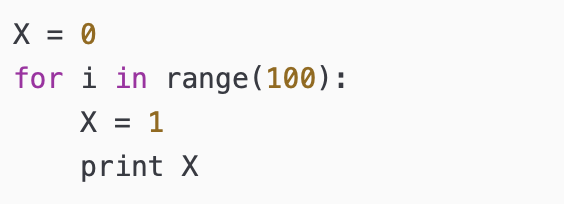 X = 0
for i in range(100):
    X = 1
    print X